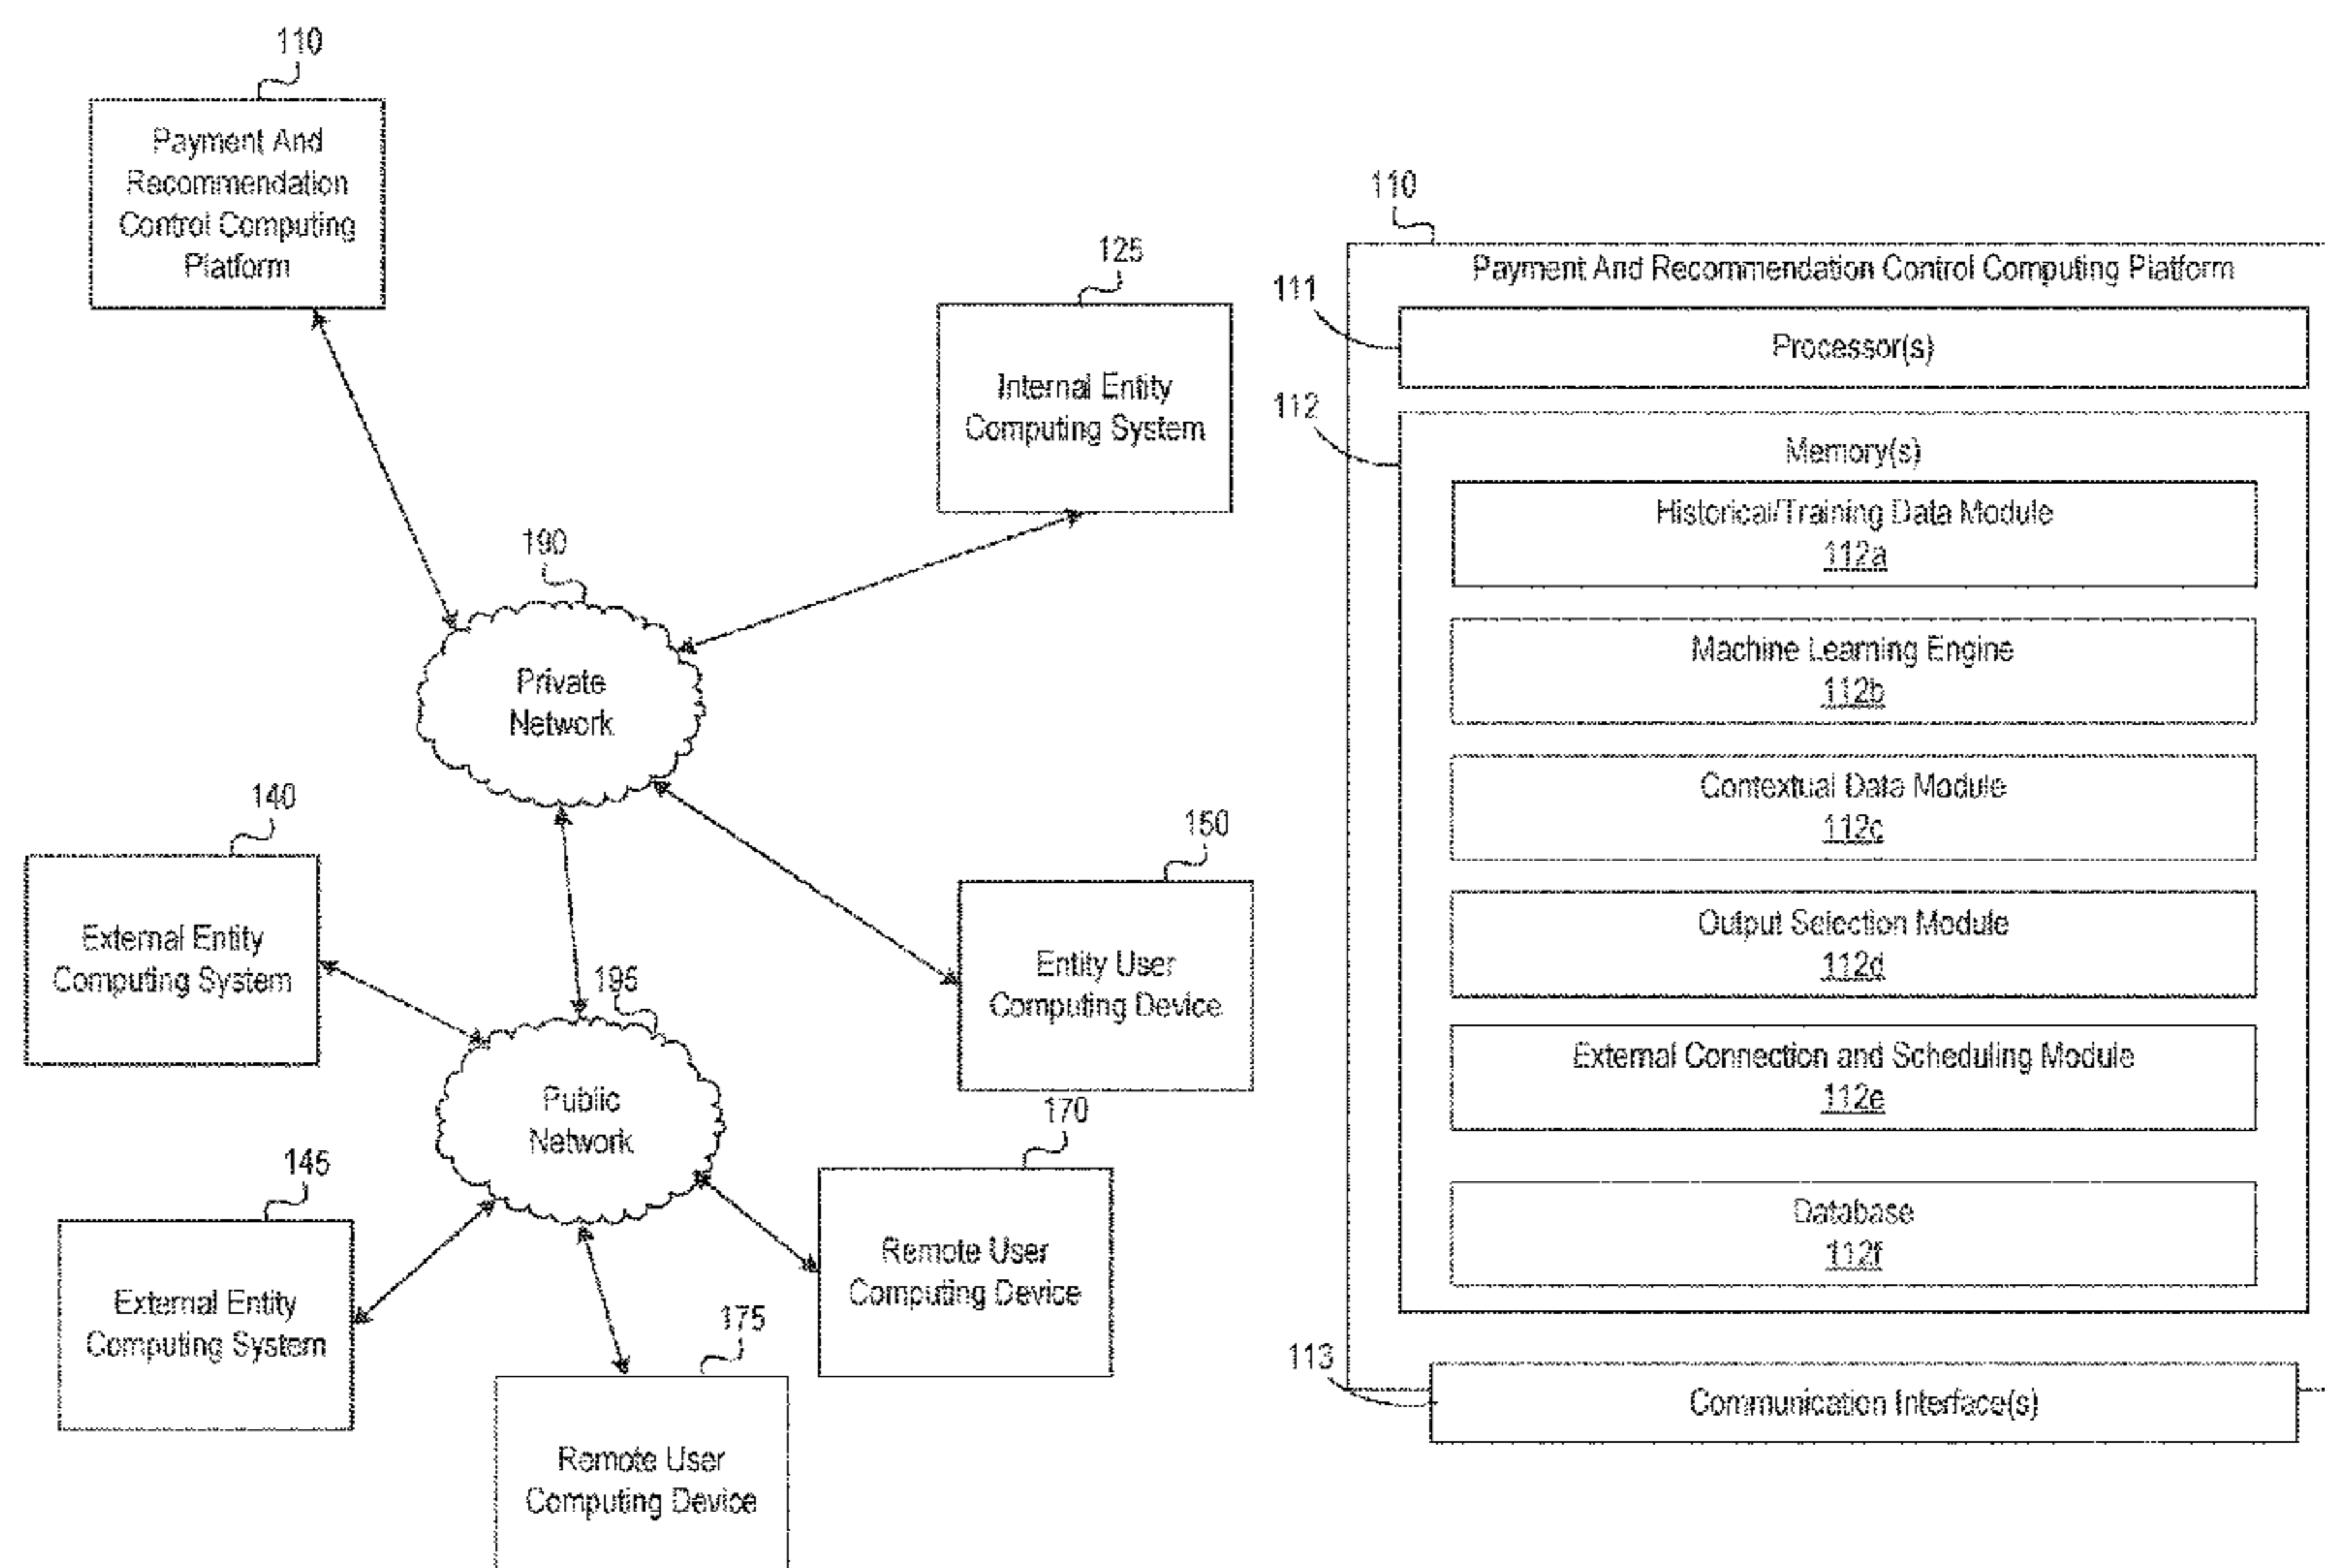 110
Payment And
Recommendation
Control Computing
Platform
125
Internal Entity
Computing System
190
Private
Network
140
External Entity
Computing System
150
Entity User
Computing Device
195
Public
Network
145
External Entity
Computing System
170
Remote User
Computing Device
175
Remote User
Computing Device
110
Payment And Recommendation Control Computing Platform
111
Processor(s)
112
Memory(s)
Historical/Training Data Module
112a
Machine Learning Engine
112b
Contextual Data Module
112c
Output Selection Module
112d
External Connection and Scheduling Module
112e
Database
112f
113
Communication Interface(s)